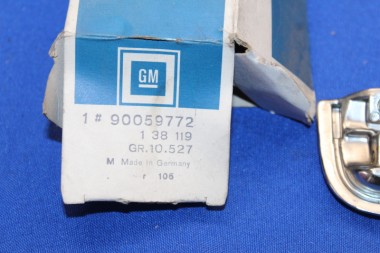 GM
1 # 90059772
1 38 119
GR.10.527
M Made in Germany
r 106